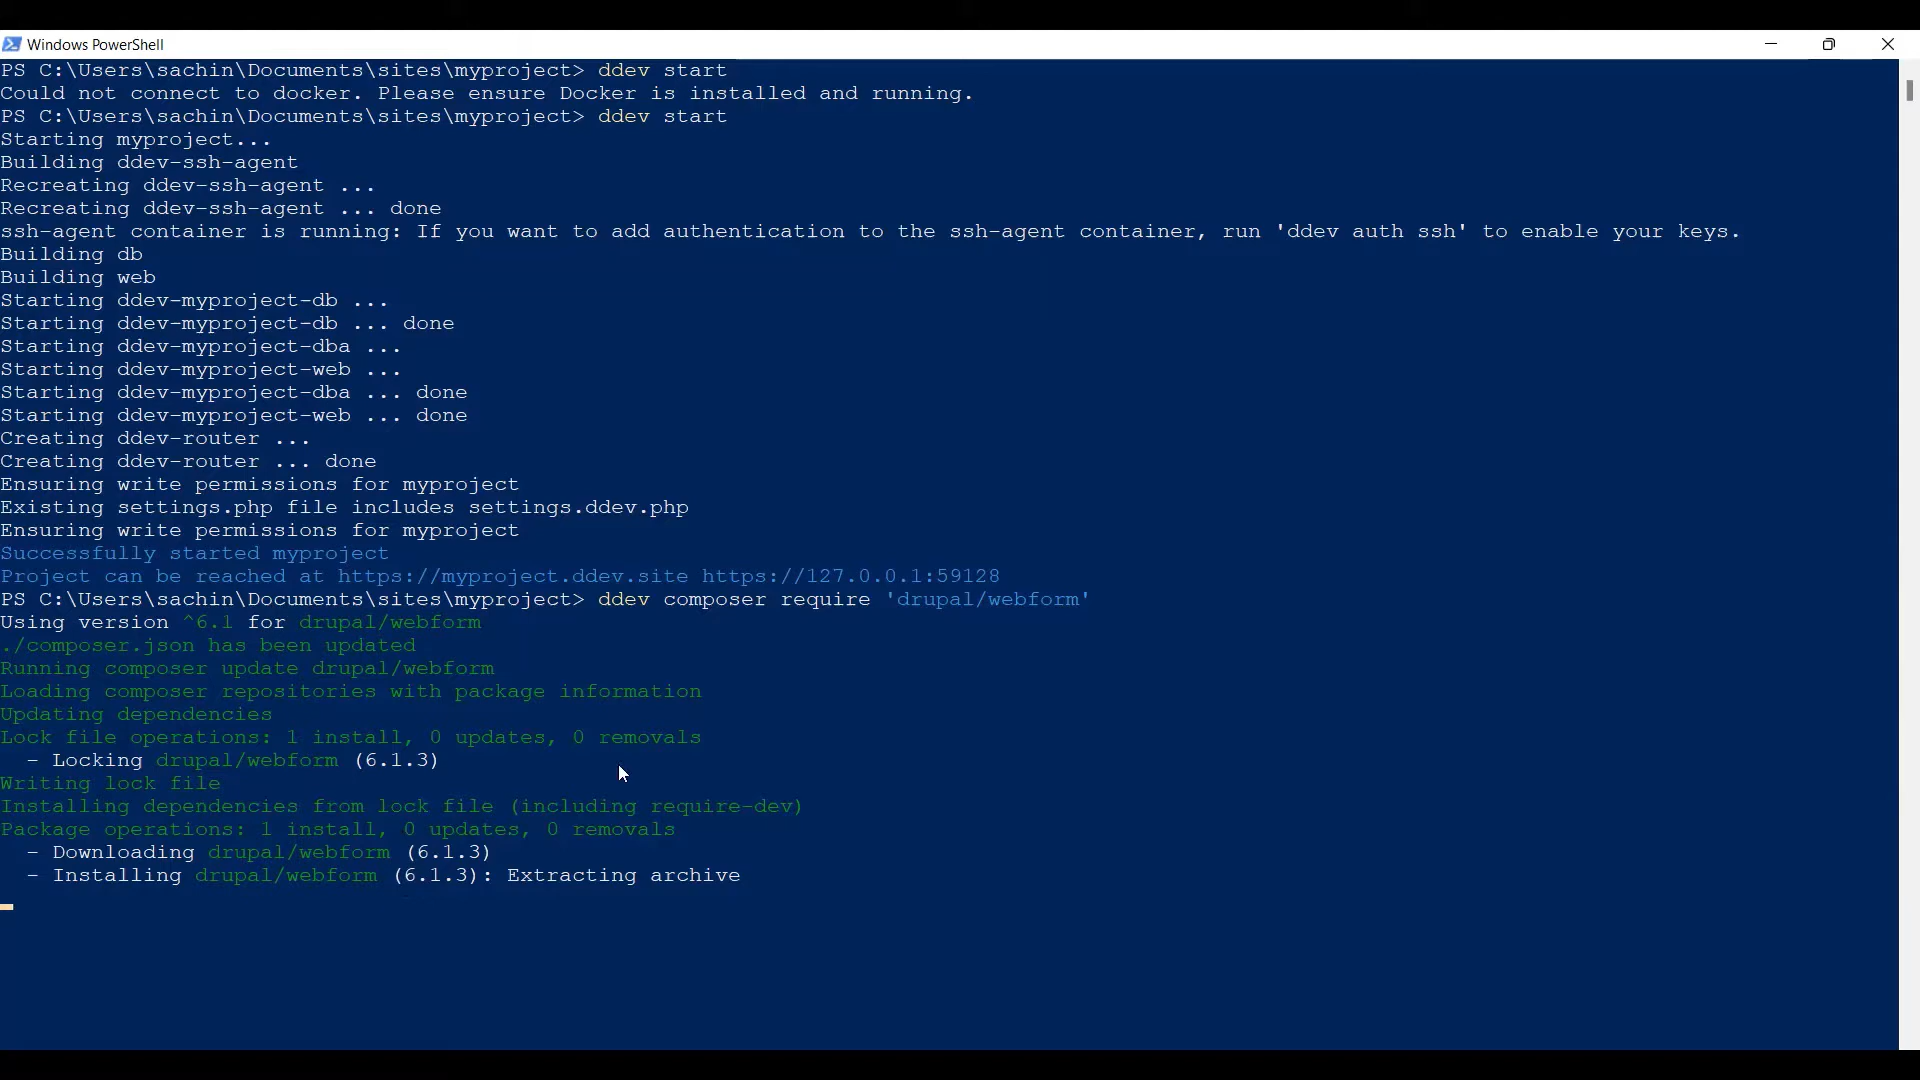 Windows PowerShell
PS C:\Users\sachin\Documents\sites\myproject> ddev start
Could not connect to docker. Please ensure Docker is installed and running.
PS C:\Users\sachin\Documents\sites\myproject> ddev start
Starting myproject...
Building ddev-ssh-agent
Recreating ddev-ssh-agent ...
Recreating ddev-ssh-agent ... done
ssh-agent container is running: If you want to add authentication to the ssh-agent container, run 'ddev auth ssh' to enable your keys.
Building db
Building web
Starting ddev-myproject-db ...
Starting ddev-myproject-db ... done
Starting ddev-myproject-dba ...
Starting ddev-myproject-web ...
Starting ddev-myproject-dba ... done
Starting ddev-myproject-web ... done
Creating ddev-router ...
Creating ddev-router ... done
Ensuring write permissions for myproject
Existing settings.php file includes settings.ddev.php
Ensuring write permissions for myproject
Successfully started myproject
Project can be reached at https://myproject.ddev.site https://127.0.0.1:59128
PS C:\Users\sachin\Documents\sites\myproject> ddev composer require 'drupal/webform'
Using version ^6.1 for drupal/webform
./composer.json has been updated
Running composer update drupal/webform
Loading composer repositories with package information
Updating dependencies
Lock file operations: 1 install, 0 updates, 0 removals
  - Locking drupal/webform (6.1.3)
Writing lock file
Installing dependencies from lock file (including require-dev)
Package operations: 1 install, 0 updates, 0 removals
  - Downloading drupal/webform (6.1.3)
  - Installing drupal/webform (6.1.3): Extracting archive